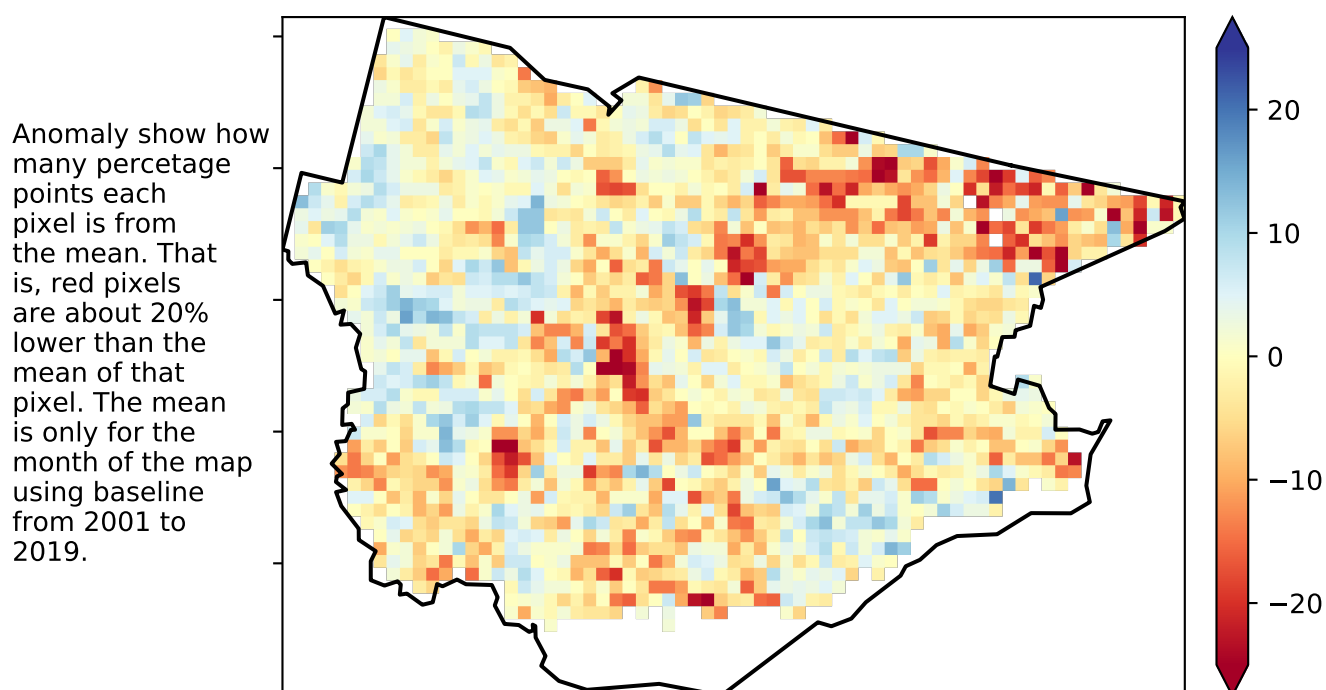 Anomaly show how
many percetage
points each
pixel is from
the mean. That
is, red pixels
are about 20%
lower than the
mean of that
pixel. The mean
is only for the
month of the map
using baseline
from 2001 to
2019.
20
10
0
−10
−20